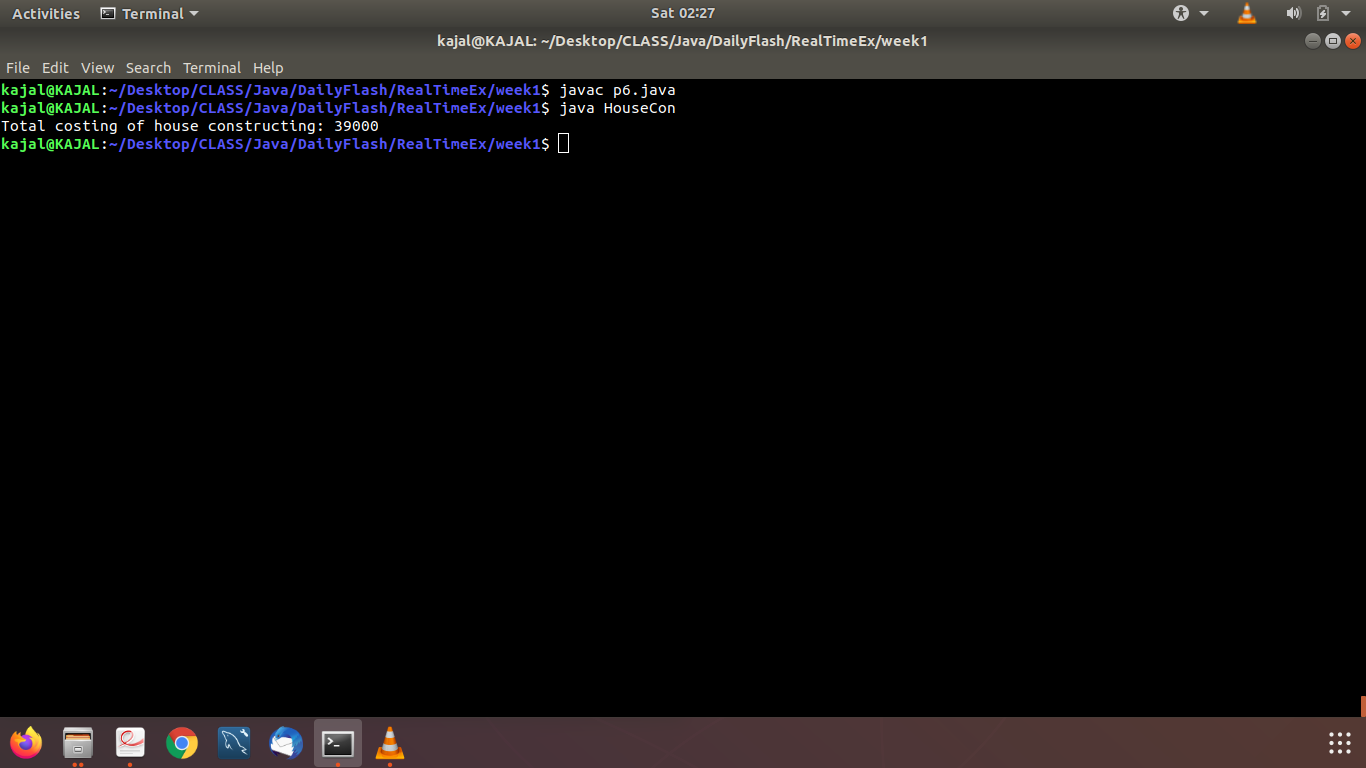 Activities Terminal Sat 02:27
kajal@KAJAL: ~/Desktop/CLASS/Java/DailyFlash/RealTimeEx/week1
File Edit View Search Terminal Help
kajal@KAJAL:~/Desktop/CLASS/Java/DailyFlash/RealTimeEx/week1$ javac p6.java
kajal@KAJAL:~/Desktop/CLASS/Java/DailyFlash/RealTimeEx/week1$ java HouseCon
Total costing of house constructing: 39000
kajal@KAJAL:~/Desktop/CLASS/Java/DailyFlash/RealTimeEx/week1$